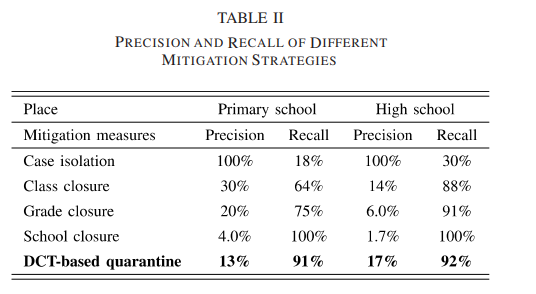 TABLE II
PRECISION AND RECALL OF DIFFERENT
MITIGATION STRATEGIES
Place Primary school High school
Mitigation measures Precision Recall Precision Recall
Case isolation 100% 18% 100% 30%
Class closure 30% 64% 14% 88%
Grade closure 20% 75% 6.0% 91%
School closure 4.0% 100% 1.7% 100%
DCT-based quarantine 13% 91% 17% 92%